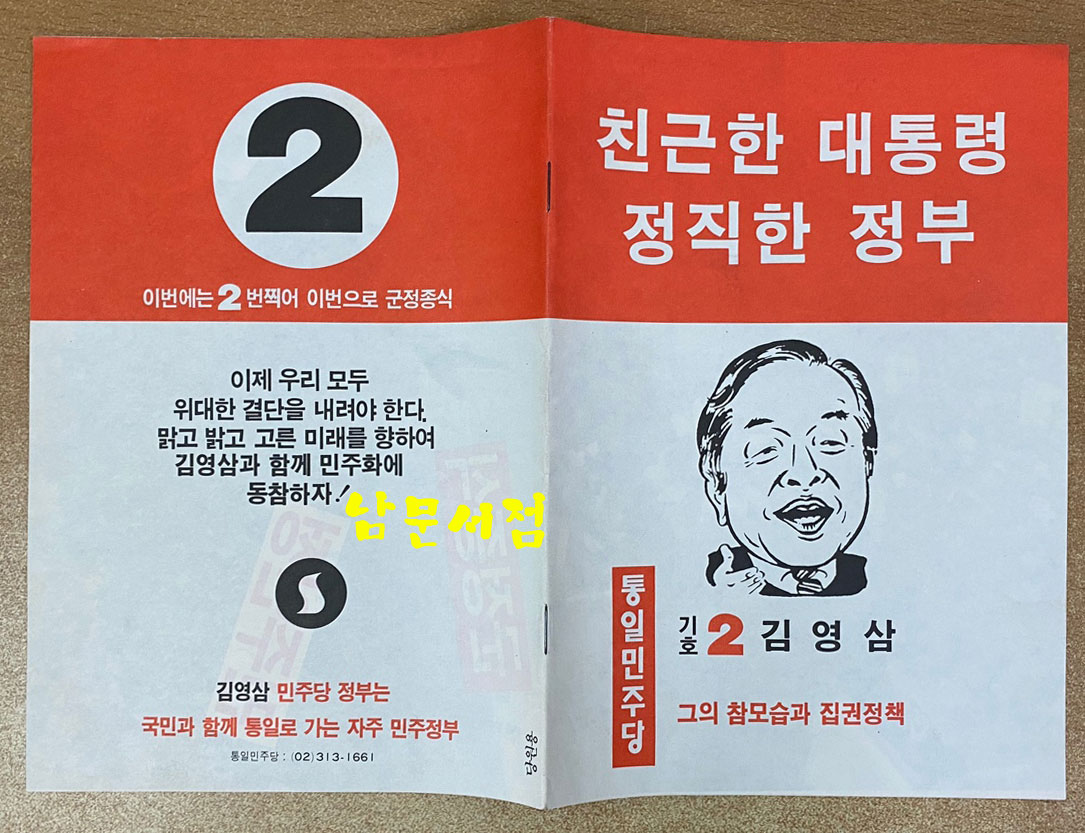 2
이번에는 2 번찍어 이번으로 군정종식
이제 우리 모두
위대한 결단을 내려야 한다.
맑고 밝고 고른 미래를 향하여
김영삼과 함께 민주화에
동참하자!
남문서점
김영삼 민주당 정부는
국민과 함께 통일로 가는 자주 민주정부
통일민주당 : (02)313-1661
당원용
친근한 대통령
정직한 정부
통일민주당
기호 2 김영삼
그의 참모습과 집권정책